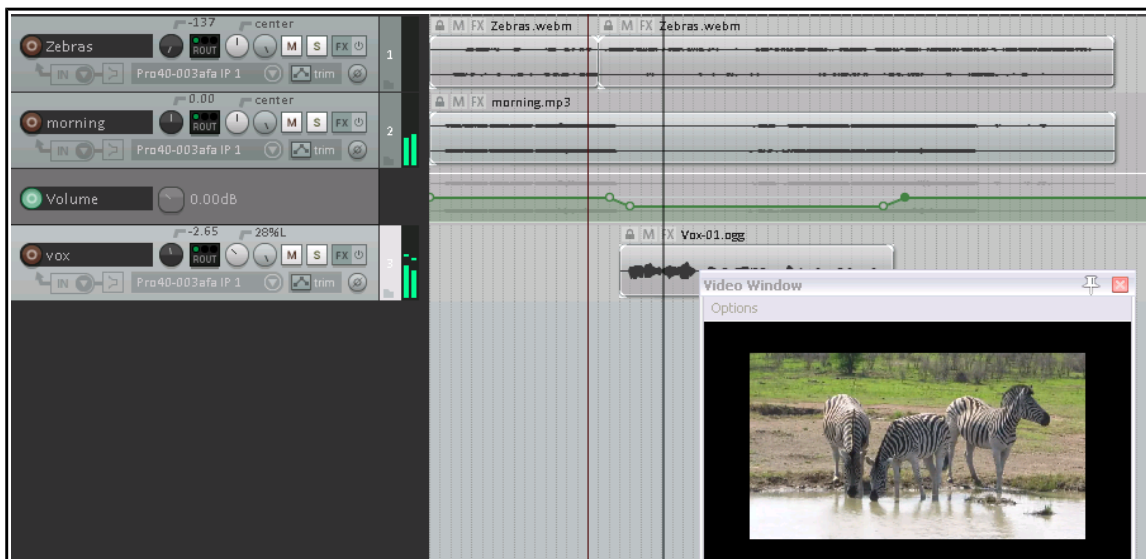 -137 center
Zebras ROUT M S FX
IN Pro40-003afa IP 1 trim
1
M FX Zebras.webm M FX Zebras.webm
0.00 center
morning ROUT M S FX
IN Pro40-003afa IP 1 trim
2
M FX morning.mp3
Volume 0.00dB
-2.65 28%L
vox ROUT M S FX
IN Pro40-003afa IP 1 trim
3
M FX Vox-01.ogg
Video Window
Options